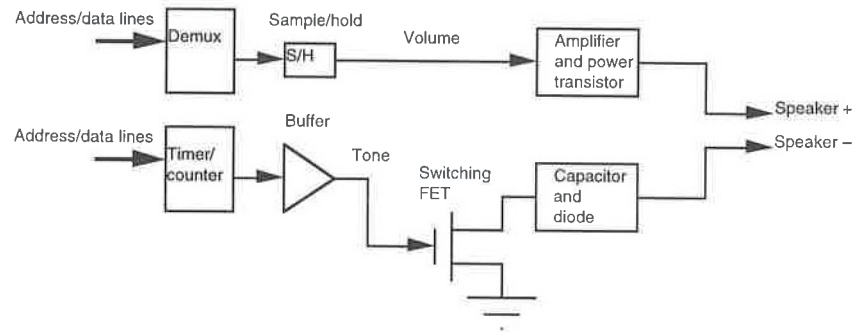 Address/data lines
Demux
Sample/hold
S/H
Volume
Amplifier
and power
transistor
Speaker +
Speaker –
Address/data lines
Timer/
counter
Buffer
Tone
Switching
FET
Capacitor
and
diode